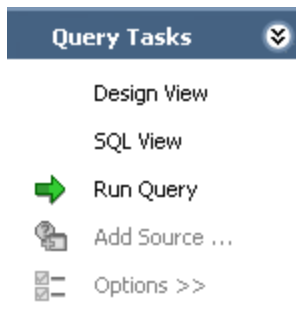 Query Tasks
Design View
SQL View
Run Query
Add Source ...
Options >>